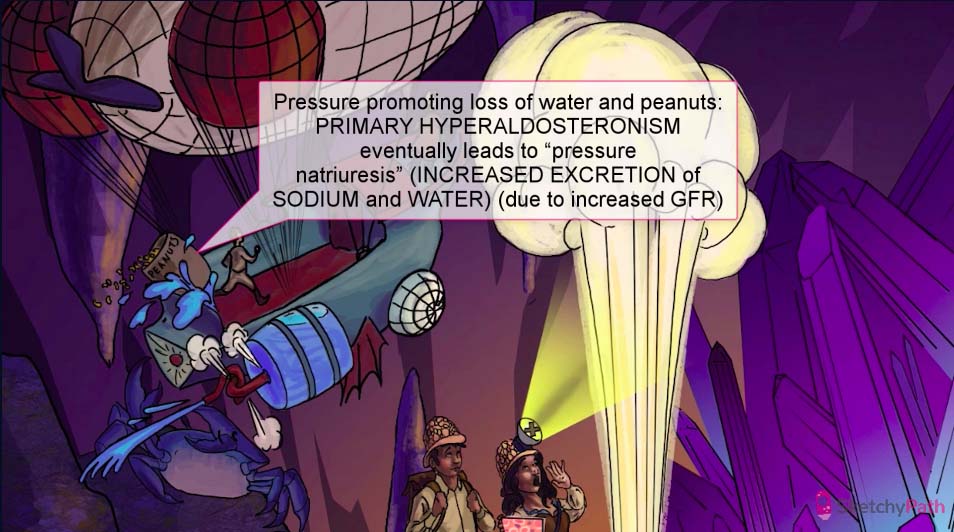 Pressure promoting loss of water and peanuts:
PRIMARY HYPERALDOSTERONISM
eventually leads to “pressure
natriuresis” (INCREASED EXCRETION of
SODIUM and WATER) (due to increased GFR)
PEANUTS
SketchyPath